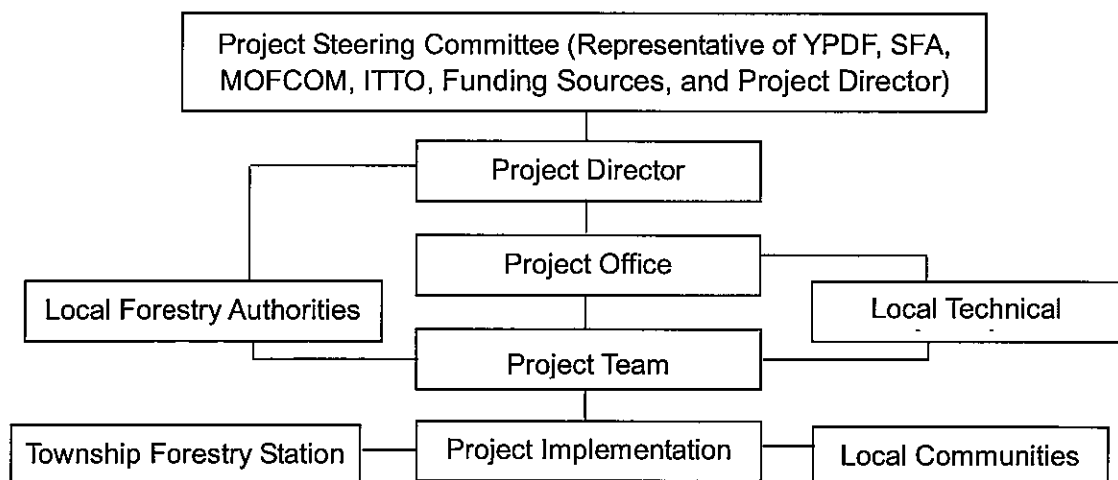 Project Steering Committee (Representative of YPDF, SFA,
MOFCOM, ITTO, Funding Sources, and Project Director)
Project Director
Project Office
Local Forestry Authorities
Local Technical
Project Team
Township Forestry Station
Project Implementation
Local Communities